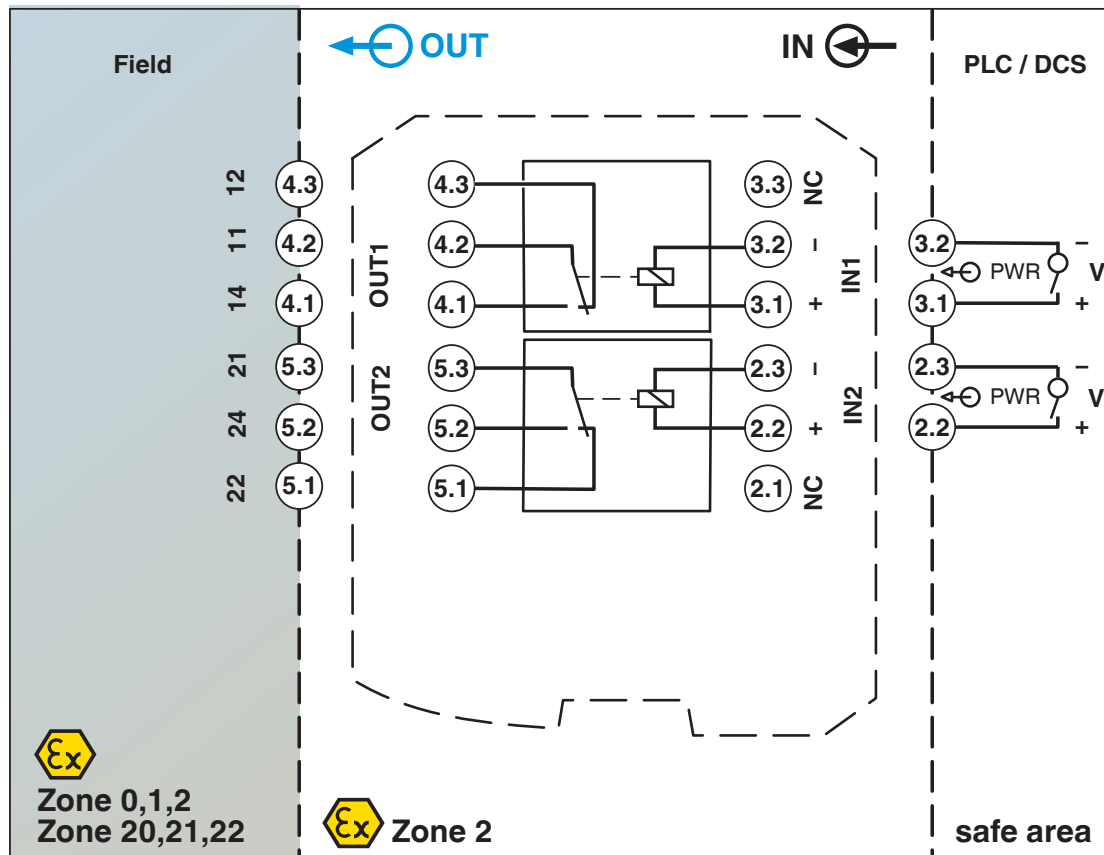 Field
OUT
IN
PLC / DCS
12
4.3
4.3
3.3
NC
11
4.2
4.2
3.2
–
3.2
–
OUT1
IN1
PWR
V
14
4.1
4.1
3.1
+
3.1
+
21
5.3
5.3
2.3
–
2.3
–
OUT2
IN2
PWR
V
24
5.2
5.2
2.2
+
2.2
+
22
5.1
5.1
2.1
NC
Ex
Zone 0,1,2
Zone 20,21,22
Ex
Zone 2
safe area